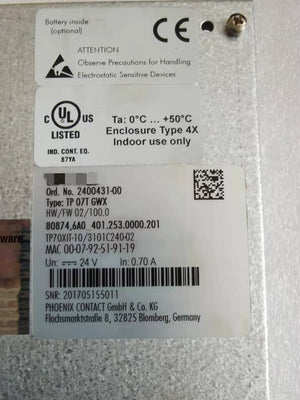 Battery inside
(optional)
ATTENTION
Observe Precautions for Handling
Electrostatic Sensitive Devices
C UL US
LISTED
IND. CONT. EQ.
87YA
Ta: 0°C ... +50°C
Enclosure Type 4X
Indoor use only
Ord. No. 2400431-00
Type: TP 07T GWX
HW/FW 02/100.0
80874,6A0_401.253.0000.201
TP70XIT-10/3101C240-02
MAC 00-07-92-51-91-19
Un: 24 V In: 0.70 A
SNR: 201705155011
PHOENIX CONTACT GmbH & Co. KG
Flachsmarktstraße 8, 32825 Blomberg, Germany